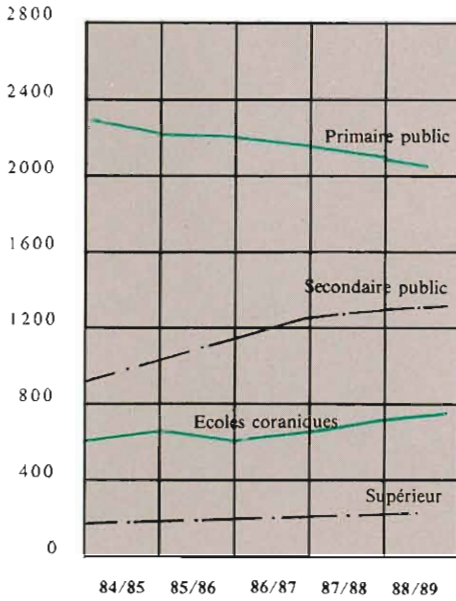 2800
2400
Primaire public
2000
1600
Secondaire public
1200
800
Ecoles coraniques
400
Supérieur
0
84/85 85/86 86/87 87/88 88/89